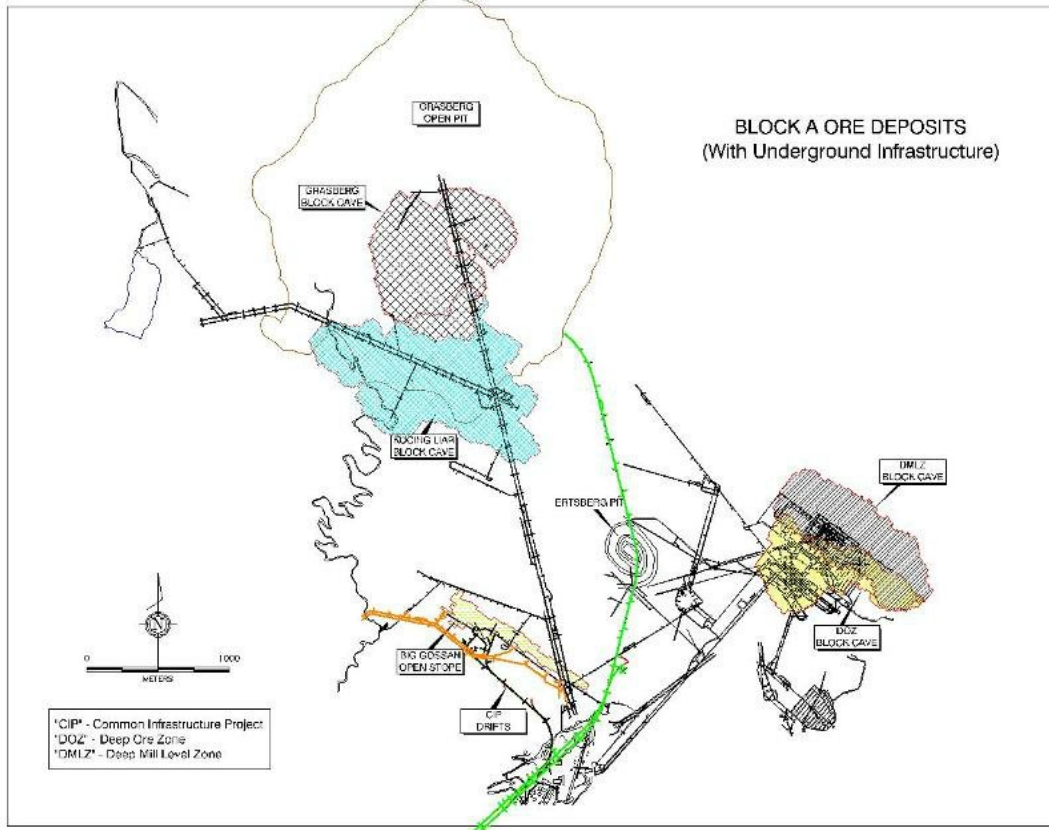 BLOCK A ORE DEPOSITS
(With Underground Infrastructure)
GRASBERG
OPEN PIT
GRASBERG
BLOCK CAVE
KUCING LIAR
BLOCK CAVE
DMLZ
BLOCK CAVE
ERTSBERG PIT
DOZ
BLOCK CAVE
BIG GOSSAN
OPEN STOPE
CIP
DRIFTS
0
1000
METERS
"CIP" - Common Infrastructure Project
"DOZ" - Deep Ore Zone
"DMLZ" - Deep Mill Level Zone